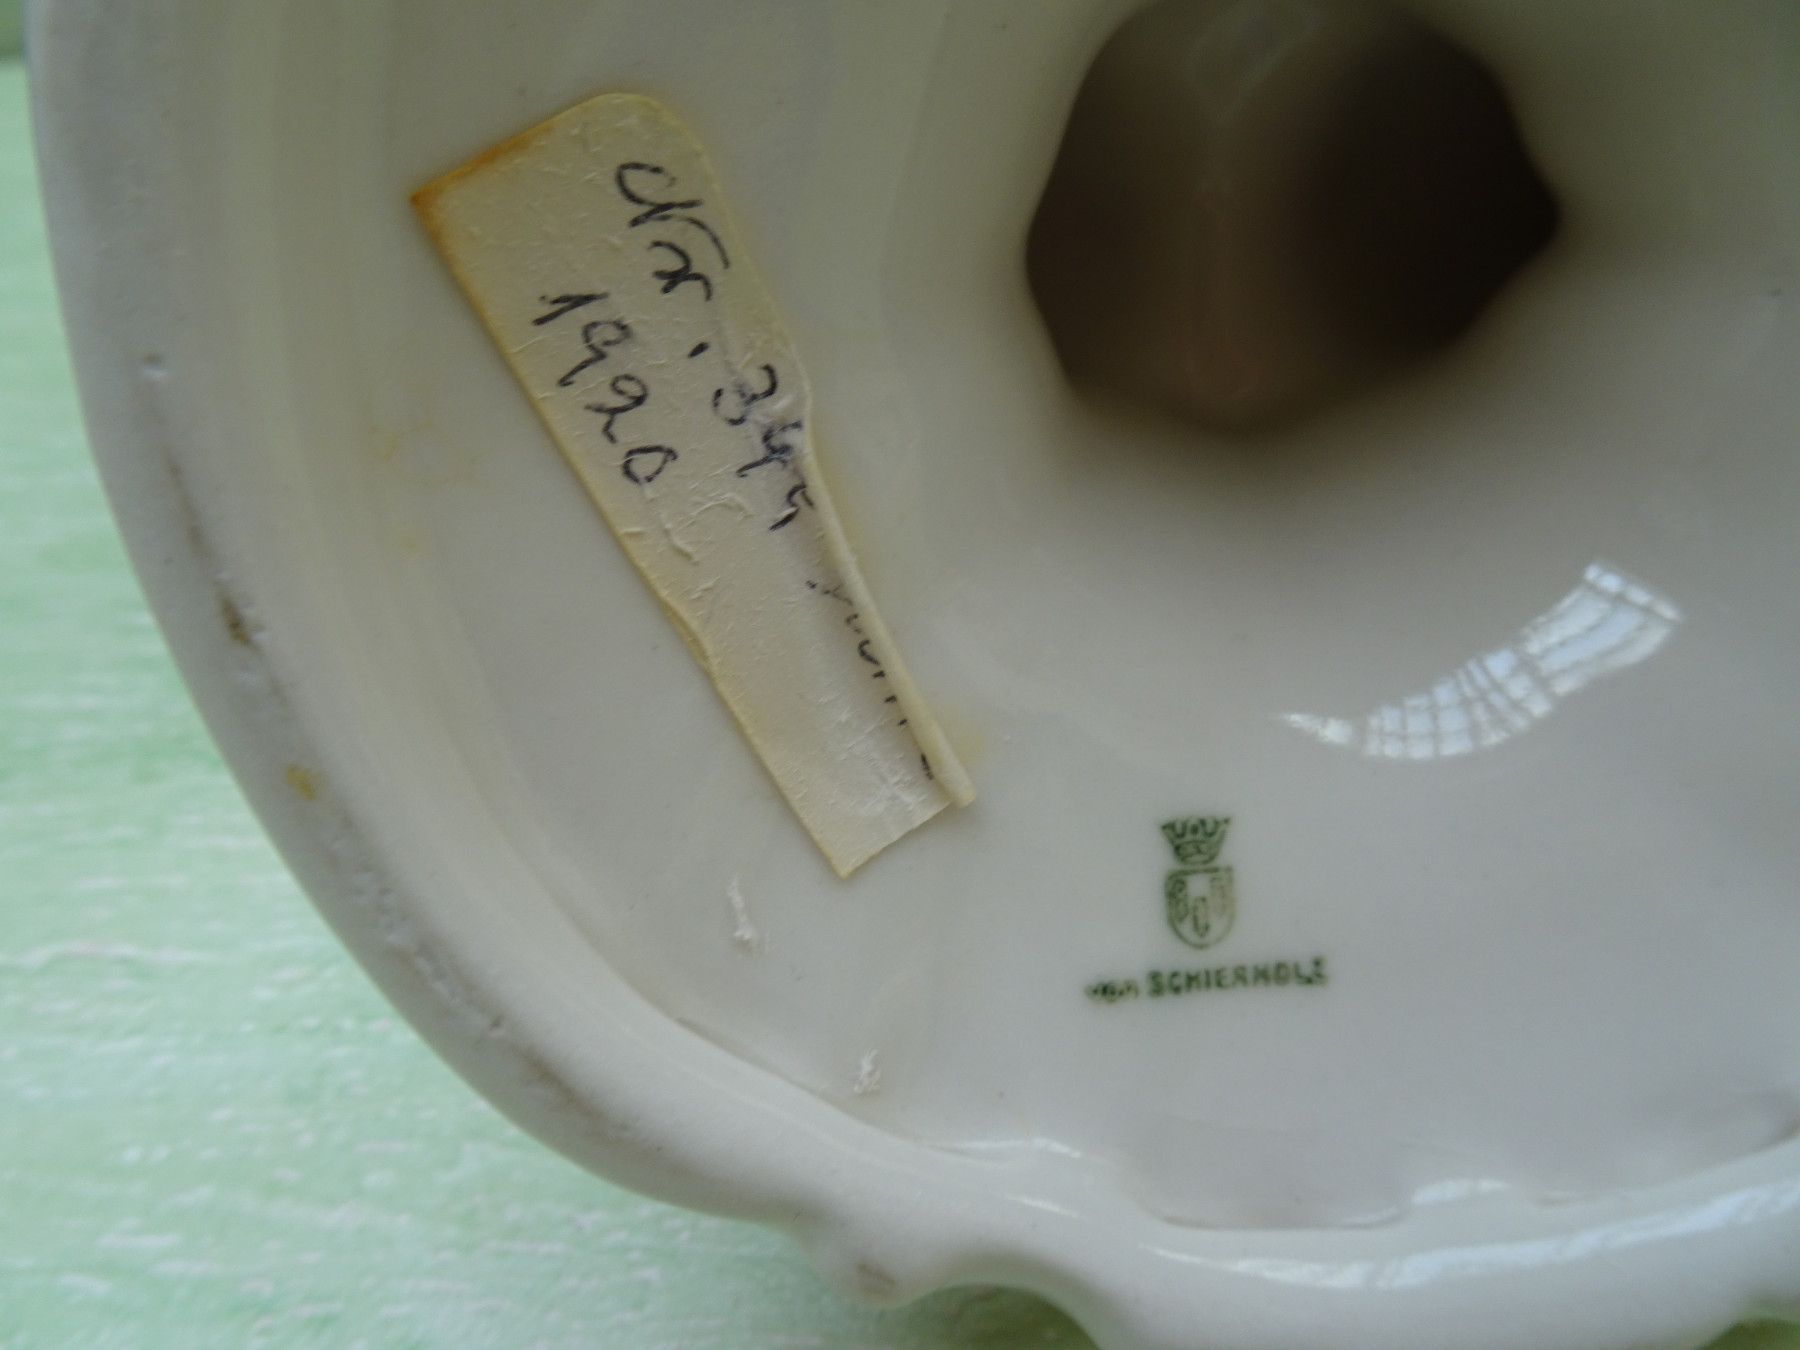 Nr. 344
1920
von SCHIERHOLZ